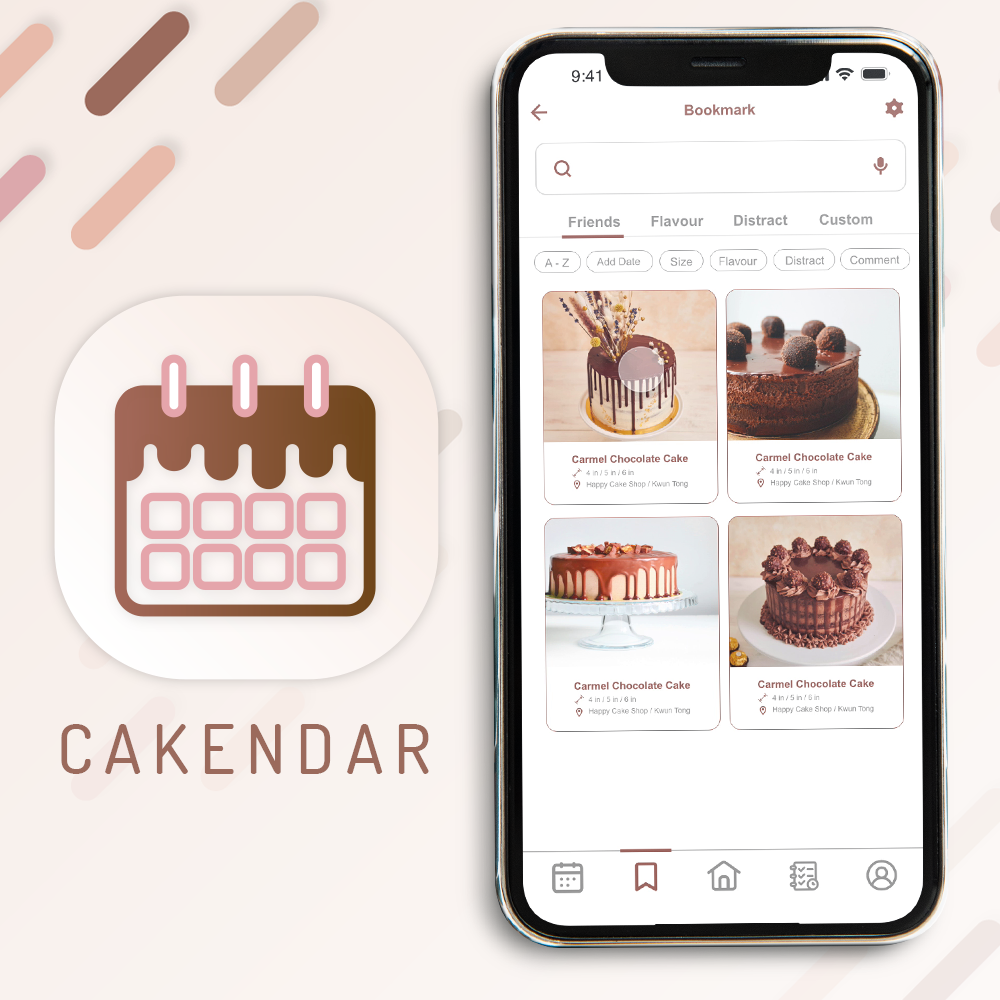 9:41
Bookmark
Friends Flavour Distract Custom
A - Z Add Date Size Flavour Distract Comment
Carmel Chocolate Cake
4 in / 5 in / 6 in
Happy Cake Shop / Kwun Tong
Carmel Chocolate Cake
4 in / 5 in / 6 in
Happy Cake Shop / Kwun Tong
Carmel Chocolate Cake
4 in / 5 in / 6 in
Happy Cake Shop / Kwun Tong
Carmel Chocolate Cake
4 in / 5 in / 6 in
Happy Cake Shop / Kwun Tong
CAKENDAR